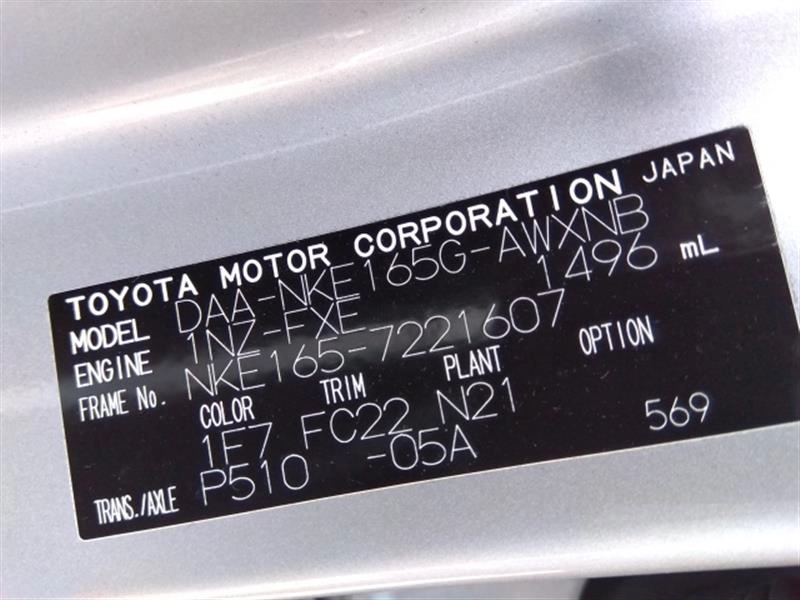 TOYOTA MOTOR CORPORATION JAPAN
MODEL DAA-NKE165G-AWXNB
ENGINE 1NZ-FXE 1496 mL
FRAME No. NKE165-7221607
COLOR TRIM PLANT OPTION
1F7 FC22 N21
TRANS./AXLE P510 -05A 569